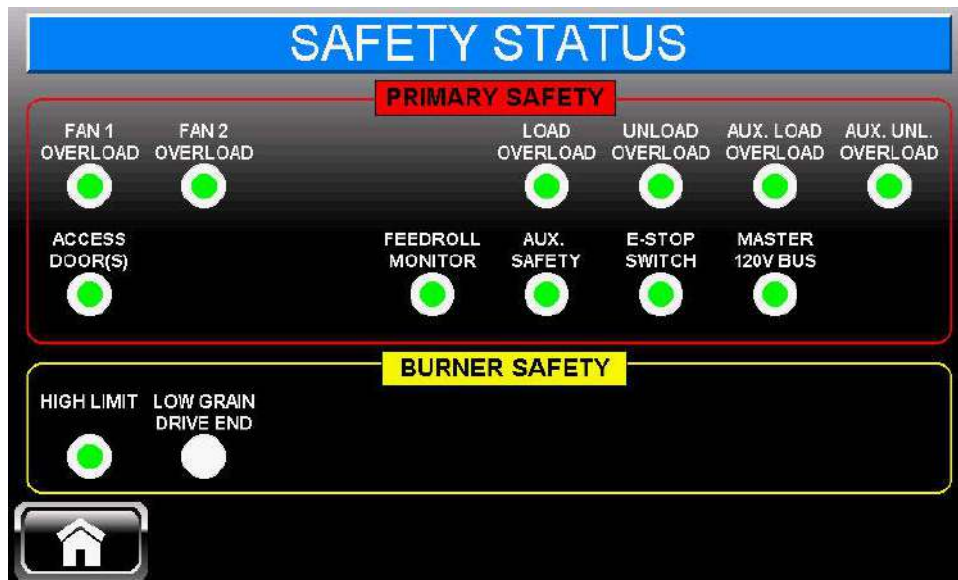 SAFETY STATUS
PRIMARY SAFETY
FAN 1
OVERLOAD
FAN 2
OVERLOAD
LOAD
OVERLOAD
UNLOAD
OVERLOAD
AUX. LOAD
OVERLOAD
AUX. UNL.
OVERLOAD
ACCESS
DOOR(S)
FEEDROLL
MONITOR
AUX.
SAFETY
E-STOP
SWITCH
MASTER
120V BUS
BURNER SAFETY
HIGH LIMIT
LOW GRAIN
DRIVE END